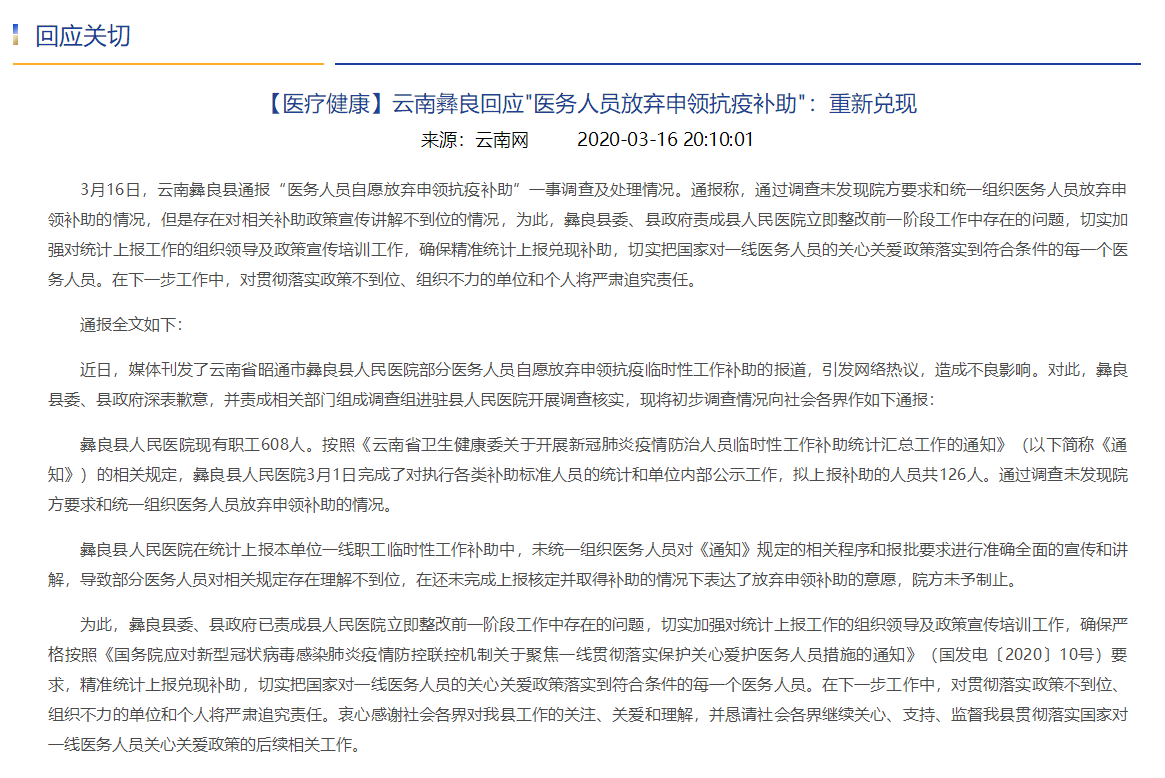 回应关切
【医疗健康】云南彝良回应"医务人员放弃申领抗疫补助"：重新兑现
来源：云南网 2020-03-16 20:10:01
3月16日，云南彝良县通报“医务人员自愿放弃申领抗疫补助”一事调查及处理情况。通报称，通过调查未发现院方要求和统一组织医务人员放弃申
领补助的情况，但是存在对相关补助政策宣传讲解不到位的情况，为此，彝良县委、县政府责成县人民医院立即整改前一阶段工作中存在的问题，切实加
强对统计上报工作的组织领导及政策宣传培训工作，确保精准统计上报兑现补助，切实把国家对一线医务人员的关心关爱政策落实到符合条件的每一个医
务人员。在下一步工作中，对贯彻落实政策不到位、组织不力的单位和个人将严肃追究责任。
通报全文如下：
近日，媒体刊发了云南省昭通市彝良县人民医院部分医务人员自愿放弃申领抗疫临时性工作补助的报道，引发网络热议，造成不良影响。对此，彝良
县委、县政府深表歉意，并责成相关部门组成调查组进驻县人民医院开展调查核实，现将初步调查情况向社会各界作如下通报：
彝良县人民医院现有职工608人。按照《云南省卫生健康委关于开展新冠肺炎疫情防治人员临时性工作补助统计汇总工作的通知》（以下简称《通
知》）的相关规定，彝良县人民医院3月1日完成了对执行各类补助标准人员的统计和单位内部公示工作，拟上报补助的人员共126人。通过调查未发现院
方要求和统一组织医务人员放弃申领补助的情况。
彝良县人民医院在统计上报本单位一线职工临时性工作补助中，未统一组织医务人员对《通知》规定的相关程序和报批要求进行准确全面的宣传和讲
解，导致部分医务人员对相关规定存在理解不到位，在还未完成上报核定并取得补助的情况下表达了放弃申领补助的意愿，院方未予制止。
为此，彝良县委、县政府已责成县人民医院立即整改前一阶段工作中存在的问题，切实加强对统计上报工作的组织领导及政策宣传培训工作，确保严
格按照《国务院应对新型冠状病毒感染肺炎疫情防控联控机制关于聚焦一线贯彻落实保护关心爱护医务人员措施的通知》（国发电〔2020〕10号）要
求，精准统计上报兑现补助，切实把国家对一线医务人员的关心关爱政策落实到符合条件的每一个医务人员。在下一步工作中，对贯彻落实政策不到位、
组织不力的单位和个人将严肃追究责任。衷心感谢社会各界对我县工作的关注、关爱和理解，并恳请社会各界继续关心、支持、监督我县贯彻落实国家对
一线医务人员关心关爱政策的后续相关工作。